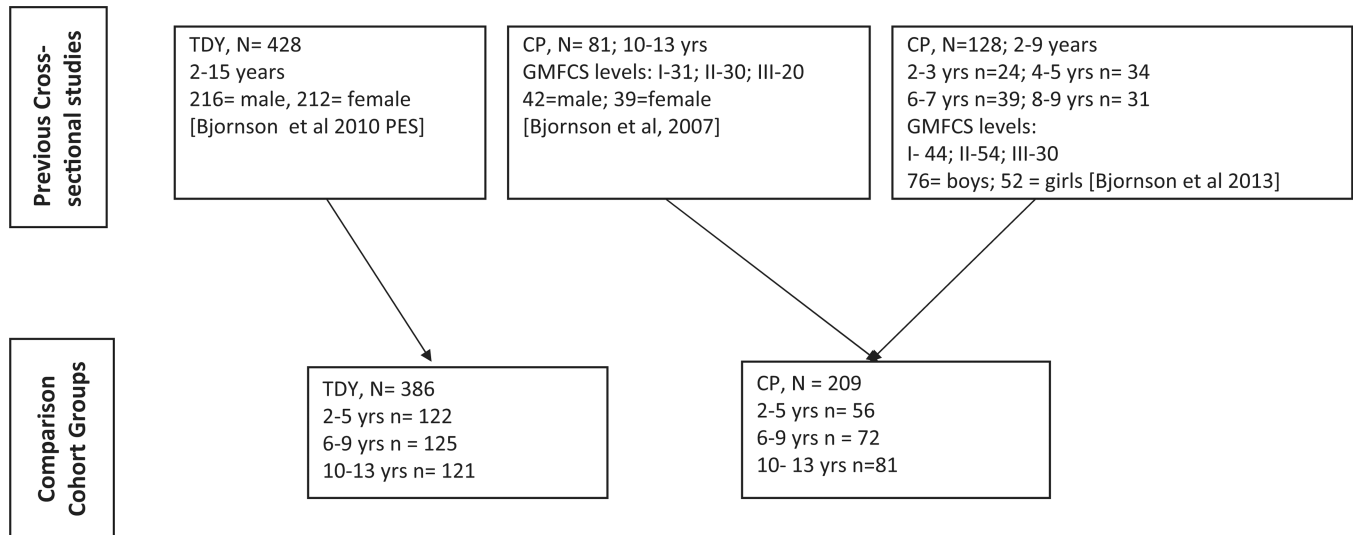 Previous Cross-
sectional studies
TDY, N= 428
2-15 years
216= male, 212= female
[Bjornson et al 2010 PES]
CP, N= 81; 10-13 yrs
GMFCS levels: I-31; II-30; III-20
42=male; 39=female
[Bjornson et al, 2007]
CP, N=128; 2-9 years
2-3 yrs n=24; 4-5 yrs n= 34
6-7 yrs n=39; 8-9 yrs n= 31
GMFCS levels:
I- 44; II-54; III-30
76= boys; 52 = girls [Bjornson et al 2013]
Comparison
Cohort Groups
TDY, N= 386
2-5 yrs n= 122
6-9 yrs n = 125
10-13 yrs n= 121
CP, N = 209
2-5 yrs n= 56
6-9 yrs n = 72
10- 13 yrs n=81